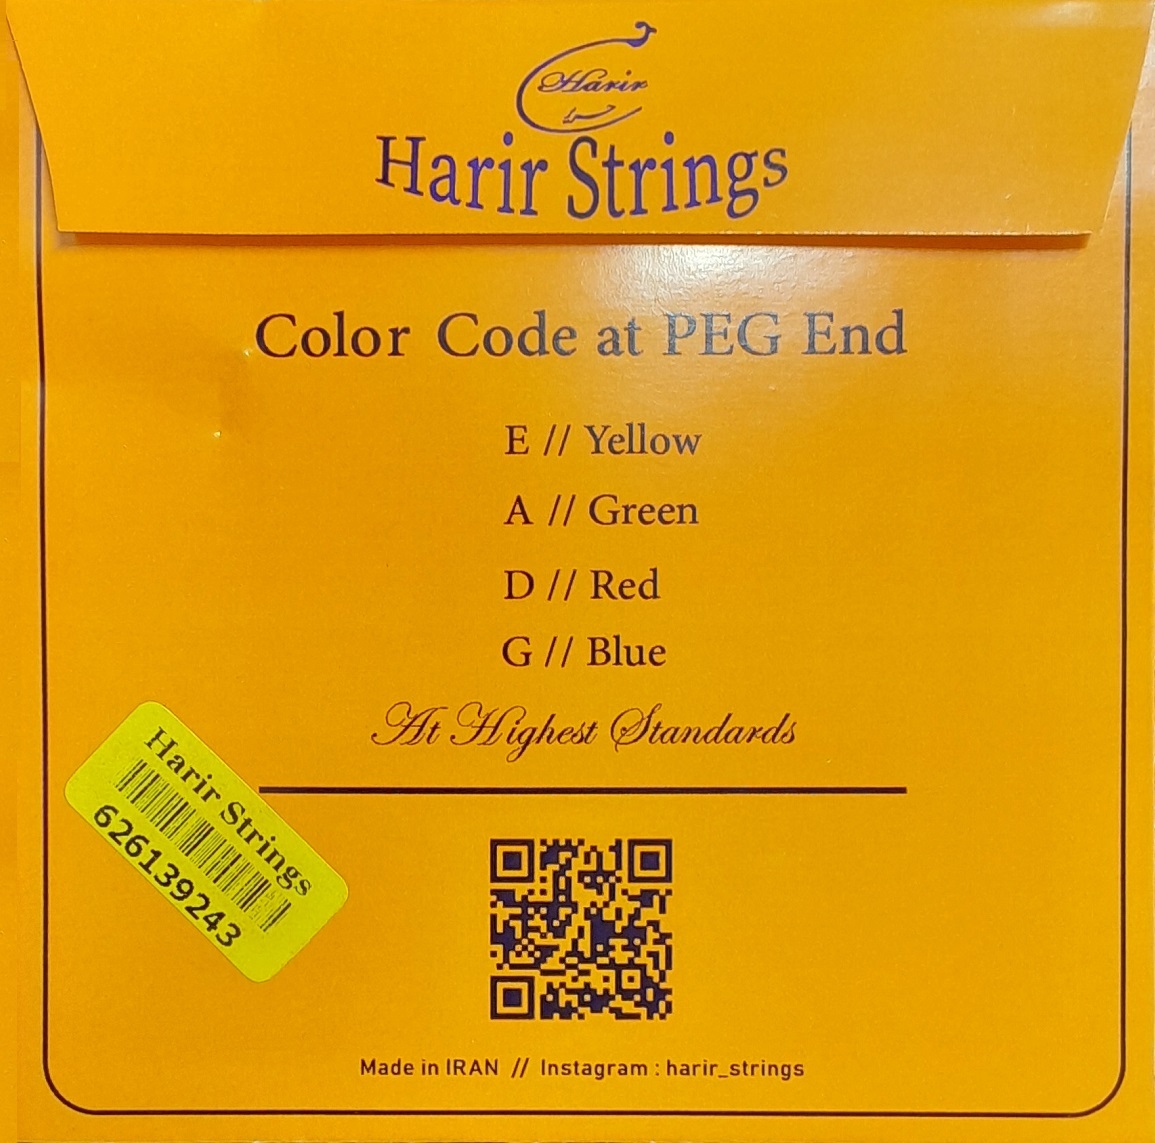 Harir
Harir Strings
Color Code at PEG End
E // Yellow
A // Green
D // Red
G // Blue
At Highest Standards
Harir Strings
626139243
Made in IRAN // Instagram : harir_strings